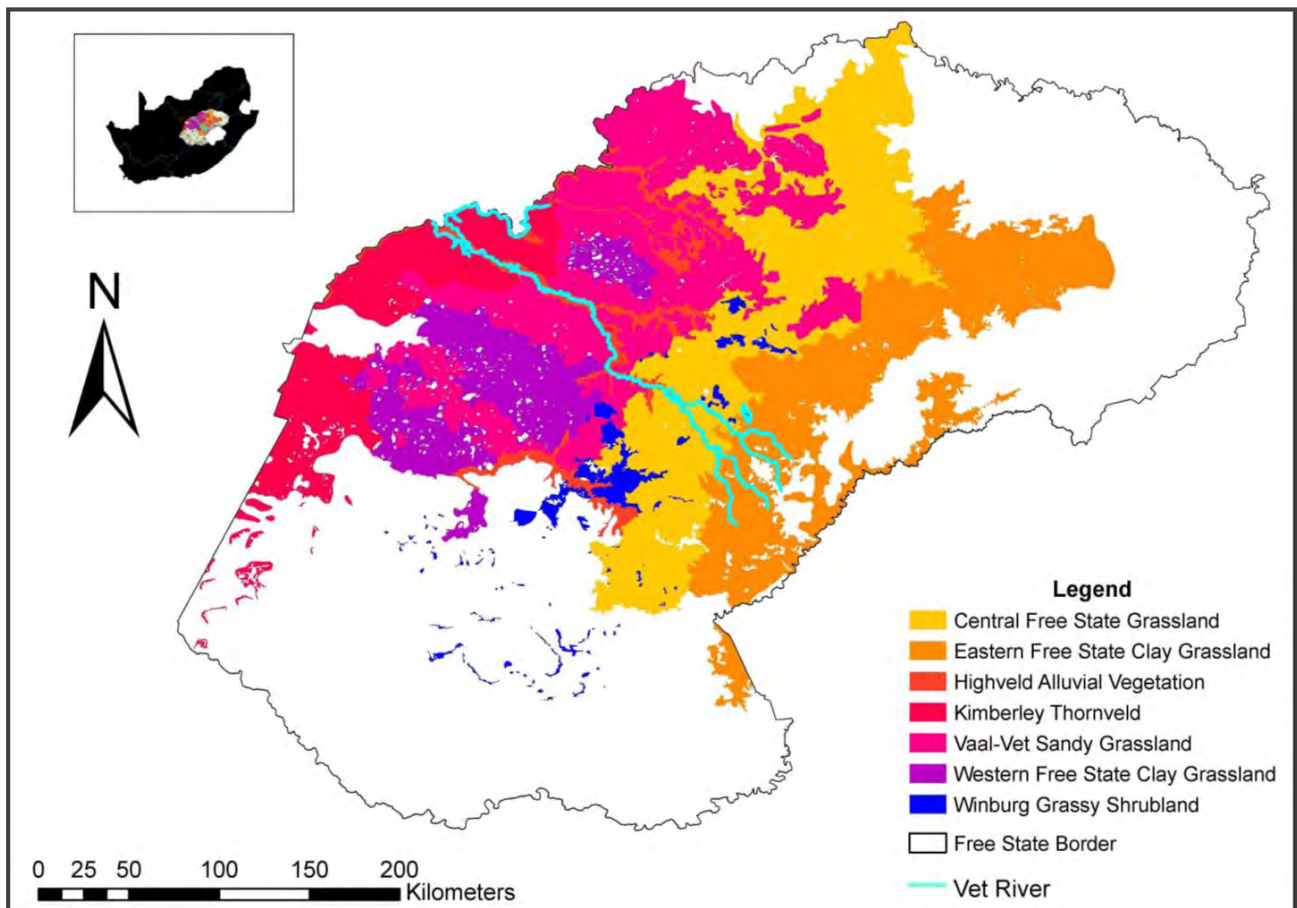 N
Legend
Central Free State Grassland
Eastern Free State Clay Grassland
Highveld Alluvial Vegetation
Kimberley Thornveld
Vaal-Vet Sandy Grassland
Western Free State Clay Grassland
Winburg Grassy Shrubland
Free State Border
Vet River
0 25 50 100 150 200
Kilometers